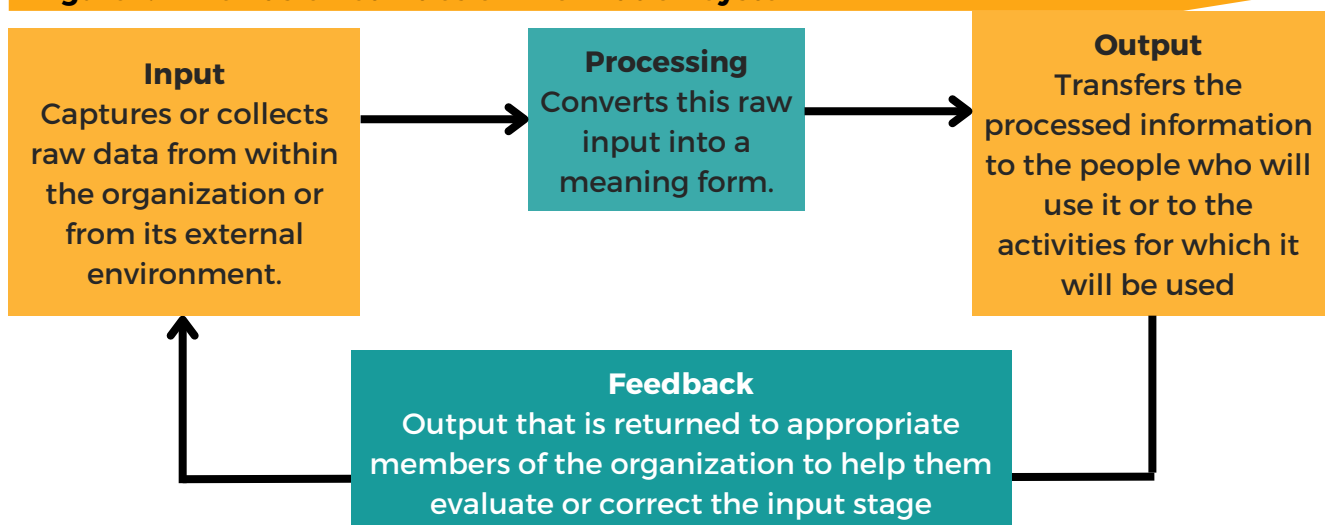 Input
Captures or collects
raw data from within
the organization or
from its external
environment.
Processing
Converts this raw
input into a
meaning form.
Output
Transfers the
processed information
to the people who will
use it or to the
activities for which it
will be used
Feedback
Output that is returned to appropriate
members of the organization to help them
evaluate or correct the input stage